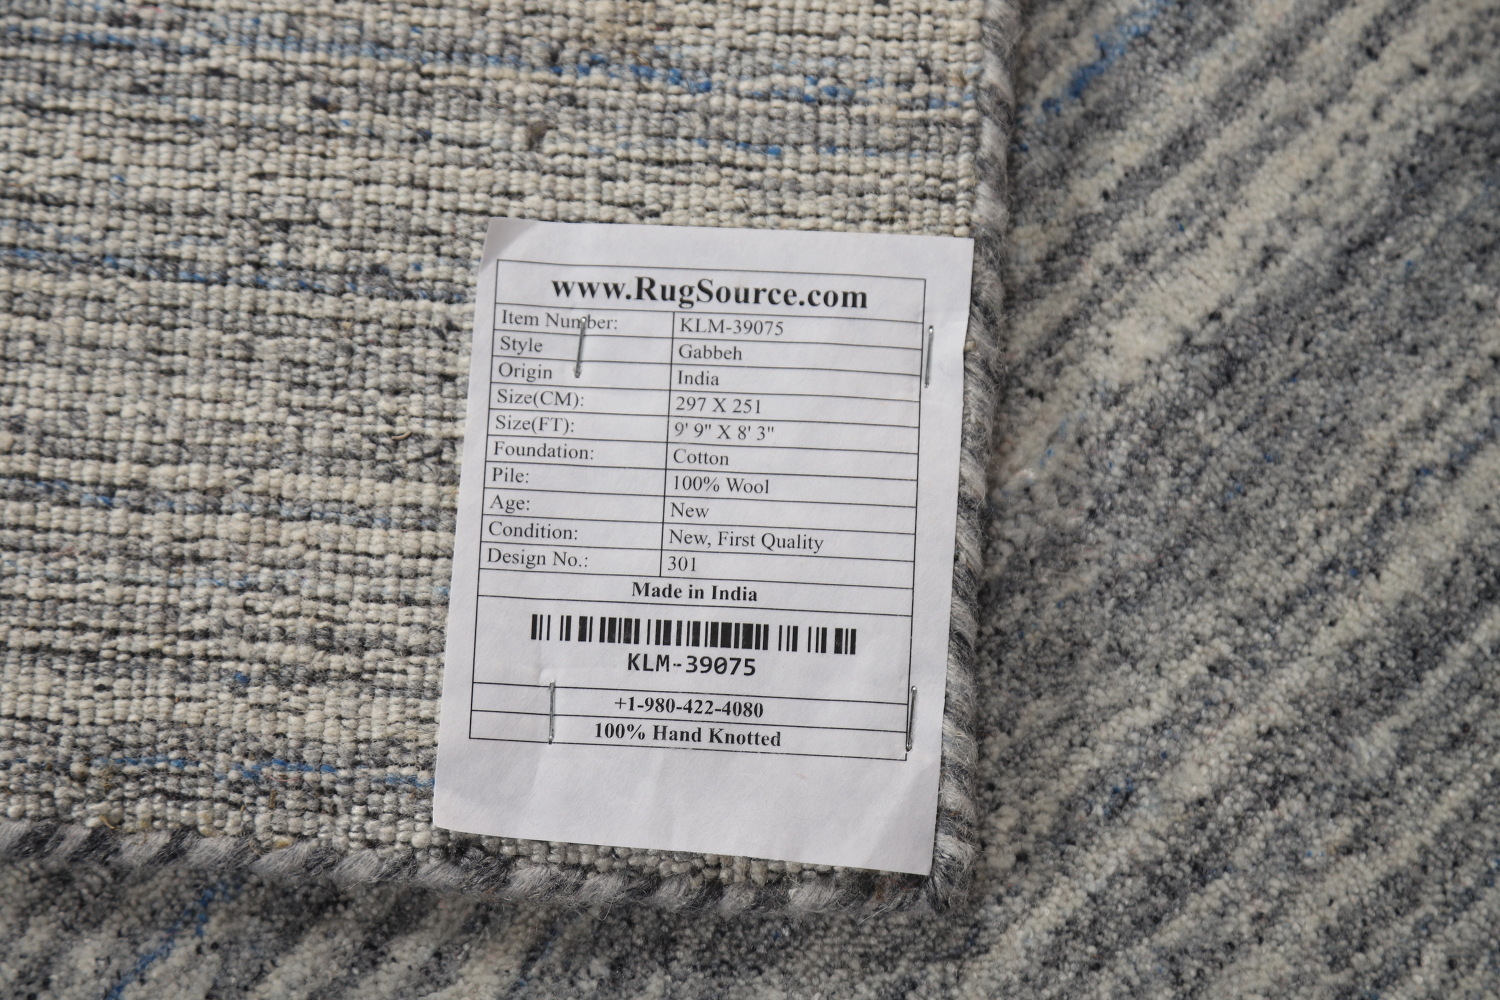 www.RugSource.com
Item Number: KLM-39075
Style Gabbeh
Origin India
Size(CM): 297 X 251
Size(FT): 9' 9" X 8' 3"
Foundation: Cotton
Pile: 100% Wool
Age: New
Condition: New, First Quality
Design No.: 301
Made in India
KLM-39075
+1-980-422-4080
100% Hand Knotted